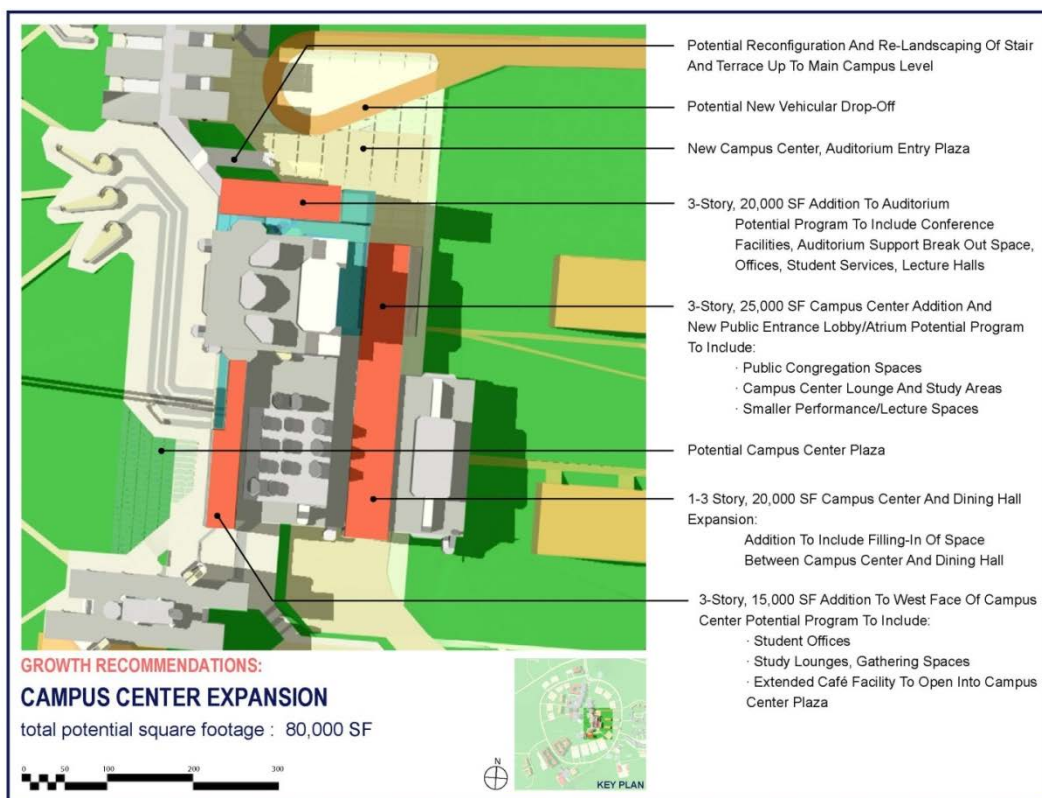 Potential Reconfiguration And Re-Landscaping Of Stair
And Terrace Up To Main Campus Level
Potential New Vehicular Drop-Off
New Campus Center, Auditorium Entry Plaza
3-Story, 20,000 SF Addition To Auditorium
Potential Program To Include Conference
Facilities, Auditorium Support Break Out Space,
Offices, Student Services, Lecture Halls
3-Story, 25,000 SF Campus Center Addition And
New Public Entrance Lobby/Atrium Potential Program
To Include:
· Public Congregation Spaces
· Campus Center Lounge And Study Areas
· Smaller Performance/Lecture Spaces
Potential Campus Center Plaza
1-3 Story, 20,000 SF Campus Center And Dining Hall
Expansion:
Addition To Include Filling-In Of Space
Between Campus Center And Dining Hall
3-Story, 15,000 SF Addition To West Face Of Campus
Center Potential Program To Include:
· Student Offices
· Study Lounges, Gathering Spaces
· Extended Café Facility To Open Into Campus
Center Plaza
GROWTH RECOMMENDATIONS:
CAMPUS CENTER EXPANSION
total potential square footage : 80,000 SF
0 50 100 200 300
N
KEY PLAN